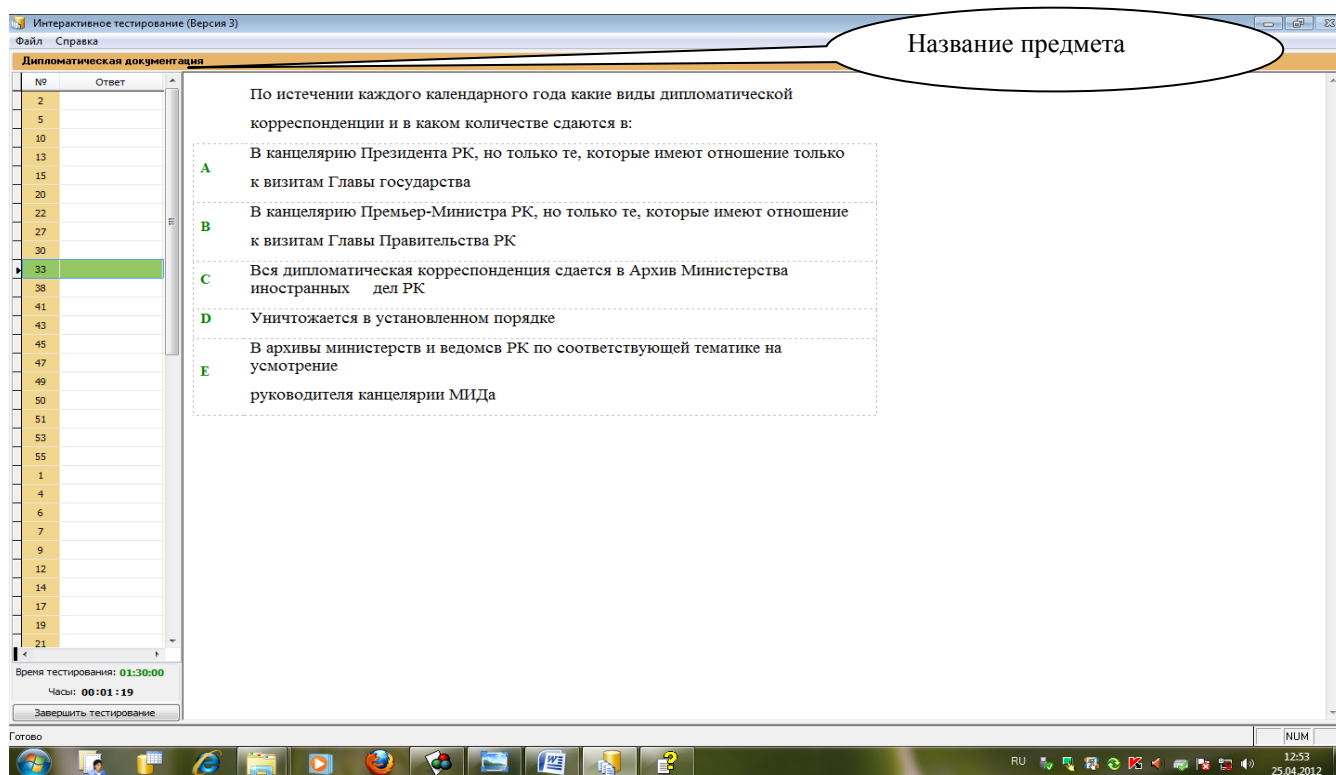 Интерактивное тестирование (Версия 3)
Файл Справка
Название предмета
Дипломатическая документация
№ Ответ
2
5
10
13
15
20
22
27
30
33
38
41
43
45
47
49
50
51
53
55
1
4
6
7
9
12
14
17
19
21
По истечении каждого календарного года какие виды дипломатической
корреспонденции и в каком количестве сдаются в:
A
В канцелярию Президента РК, но только те, которые имеют отношение только
к визитам Главы государства
B
В канцелярию Премьер-Министра РК, но только те, которые имеют отношение
к визитам Главы Правительства РК
C
Вся дипломатическая корреспонденция сдается в Архив Министерства
иностранных дел РК
D
Уничтожается в установленном порядке
E
В архивы министерств и ведомсв РК по соответствующей тематике на
усмотрение
руководителя канцелярии МИДа
Время тестирования: 01:30:00
Часы: 00:01:19
Завершить тестирование
Готово
NUM
RU
12:53
25.04.2012